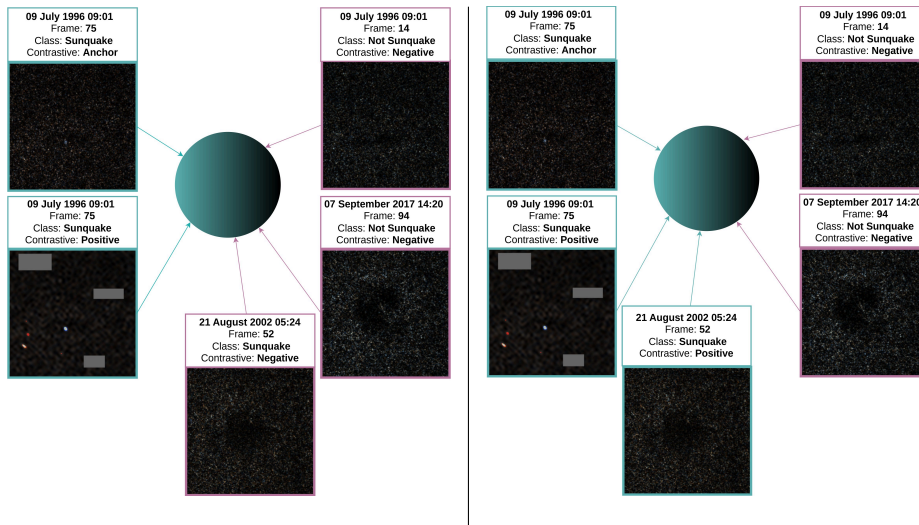 09 July 1996 09:01
Frame: 75
Class: Sunquake
Contrastive: Anchor
09 July 1996 09:01
Frame: 14
Class: Not Sunquake
Contrastive: Negative
09 July 1996 09:01
Frame: 75
Class: Sunquake
Contrastive: Positive
07 September 2017 14:20
Frame: 94
Class: Not Sunquake
Contrastive: Negative
21 August 2002 05:24
Frame: 52
Class: Sunquake
Contrastive: Negative
09 July 1996 09:01
Frame: 75
Class: Sunquake
Contrastive: Anchor
09 July 1996 09:01
Frame: 14
Class: Not Sunquake
Contrastive: Negative
09 July 1996 09:01
Frame: 75
Class: Sunquake
Contrastive: Positive
07 September 2017 14:20
Frame: 94
Class: Not Sunquake
Contrastive: Negative
21 August 2002 05:24
Frame: 52
Class: Sunquake
Contrastive: Positive